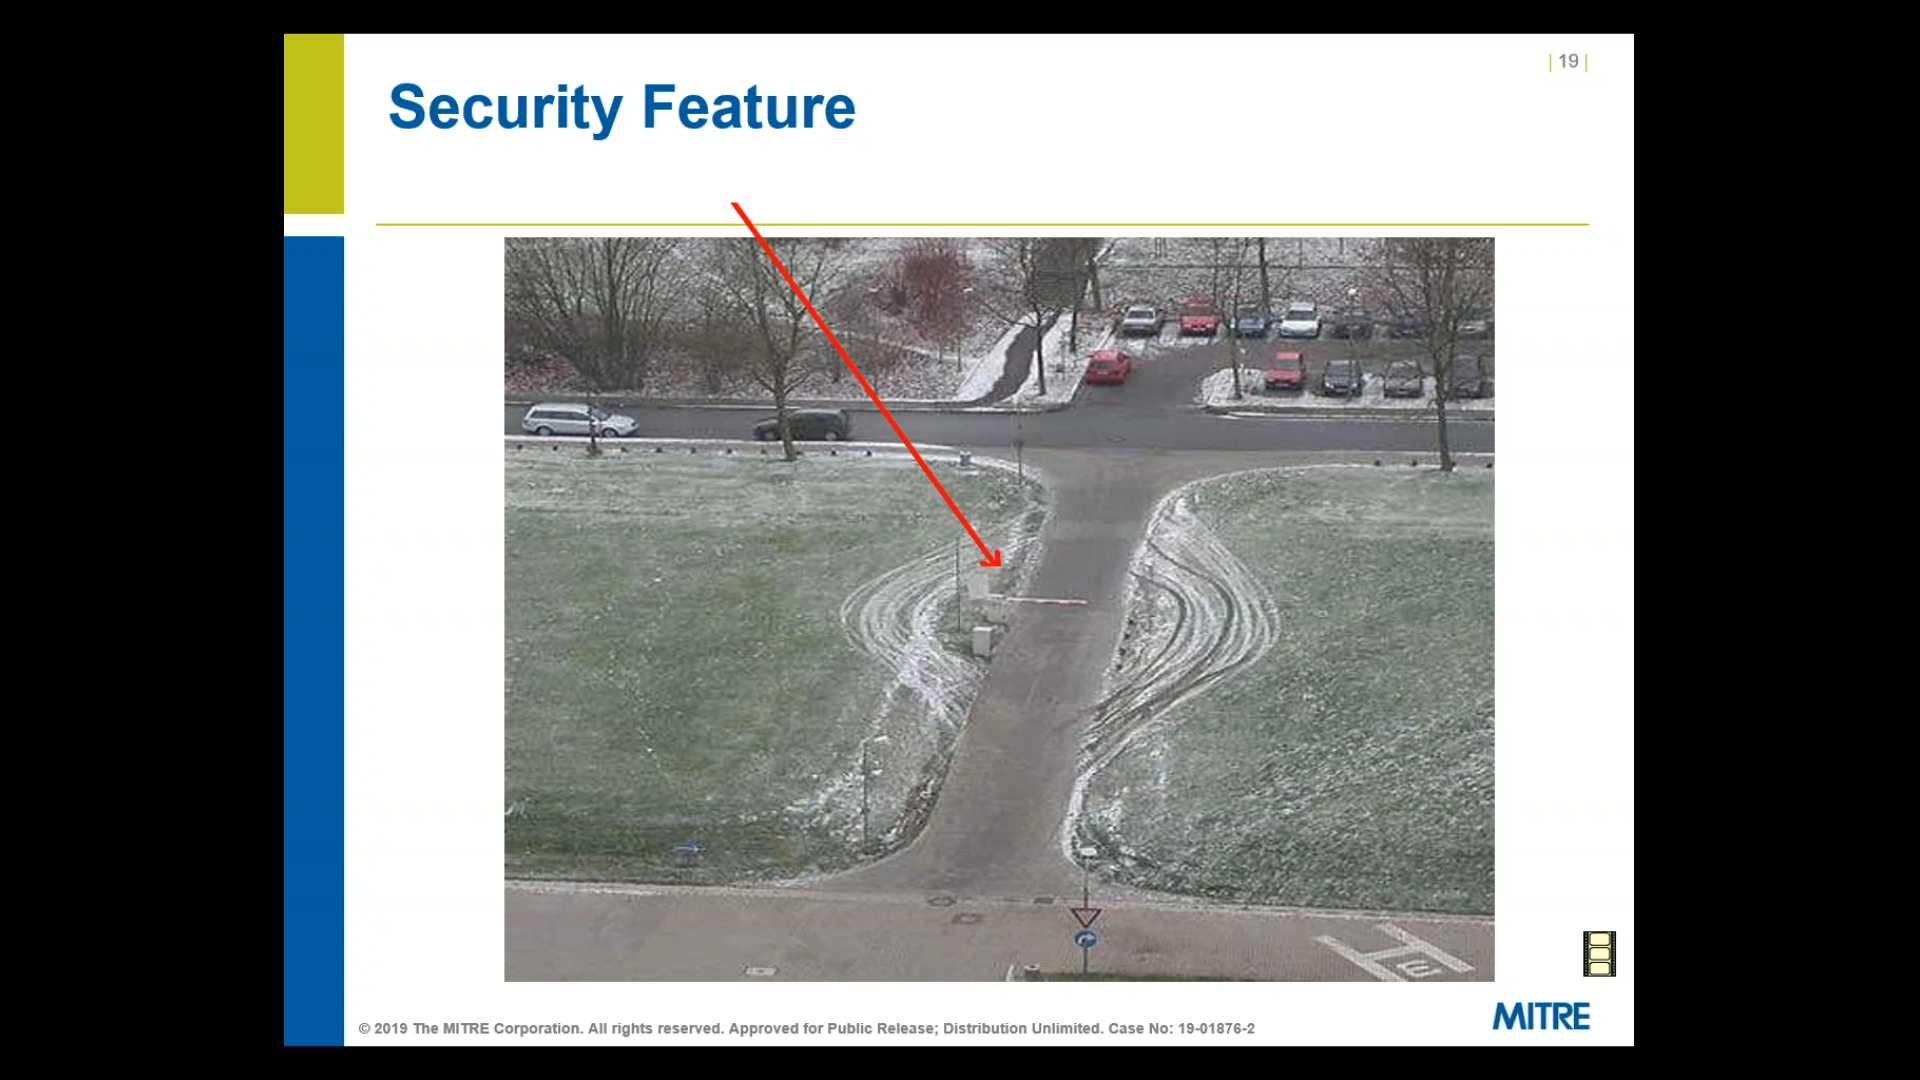 | 19 |
Security Feature
MITRE
© 2019 The MITRE Corporation. All rights reserved. Approved for Public Release; Distribution Unlimited. Case No: 19-01876-2